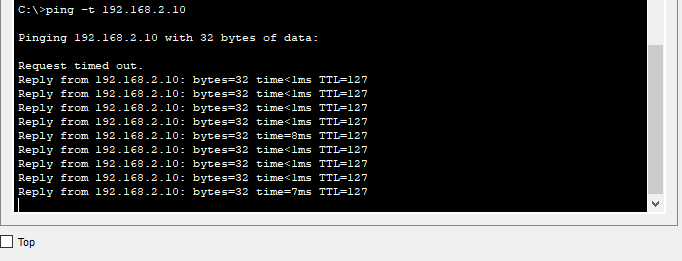 C:\>ping -t 192.168.2.10
Pinging 192.168.2.10 with 32 bytes of data:
Request timed out.
Reply from 192.168.2.10: bytes=32 time<1ms TTL=127
Reply from 192.168.2.10: bytes=32 time<1ms TTL=127
Reply from 192.168.2.10: bytes=32 time<1ms TTL=127
Reply from 192.168.2.10: bytes=32 time<1ms TTL=127
Reply from 192.168.2.10: bytes=32 time=8ms TTL=127
Reply from 192.168.2.10: bytes=32 time<1ms TTL=127
Reply from 192.168.2.10: bytes=32 time<1ms TTL=127
Reply from 192.168.2.10: bytes=32 time<1ms TTL=127
Reply from 192.168.2.10: bytes=32 time=7ms TTL=127
Top